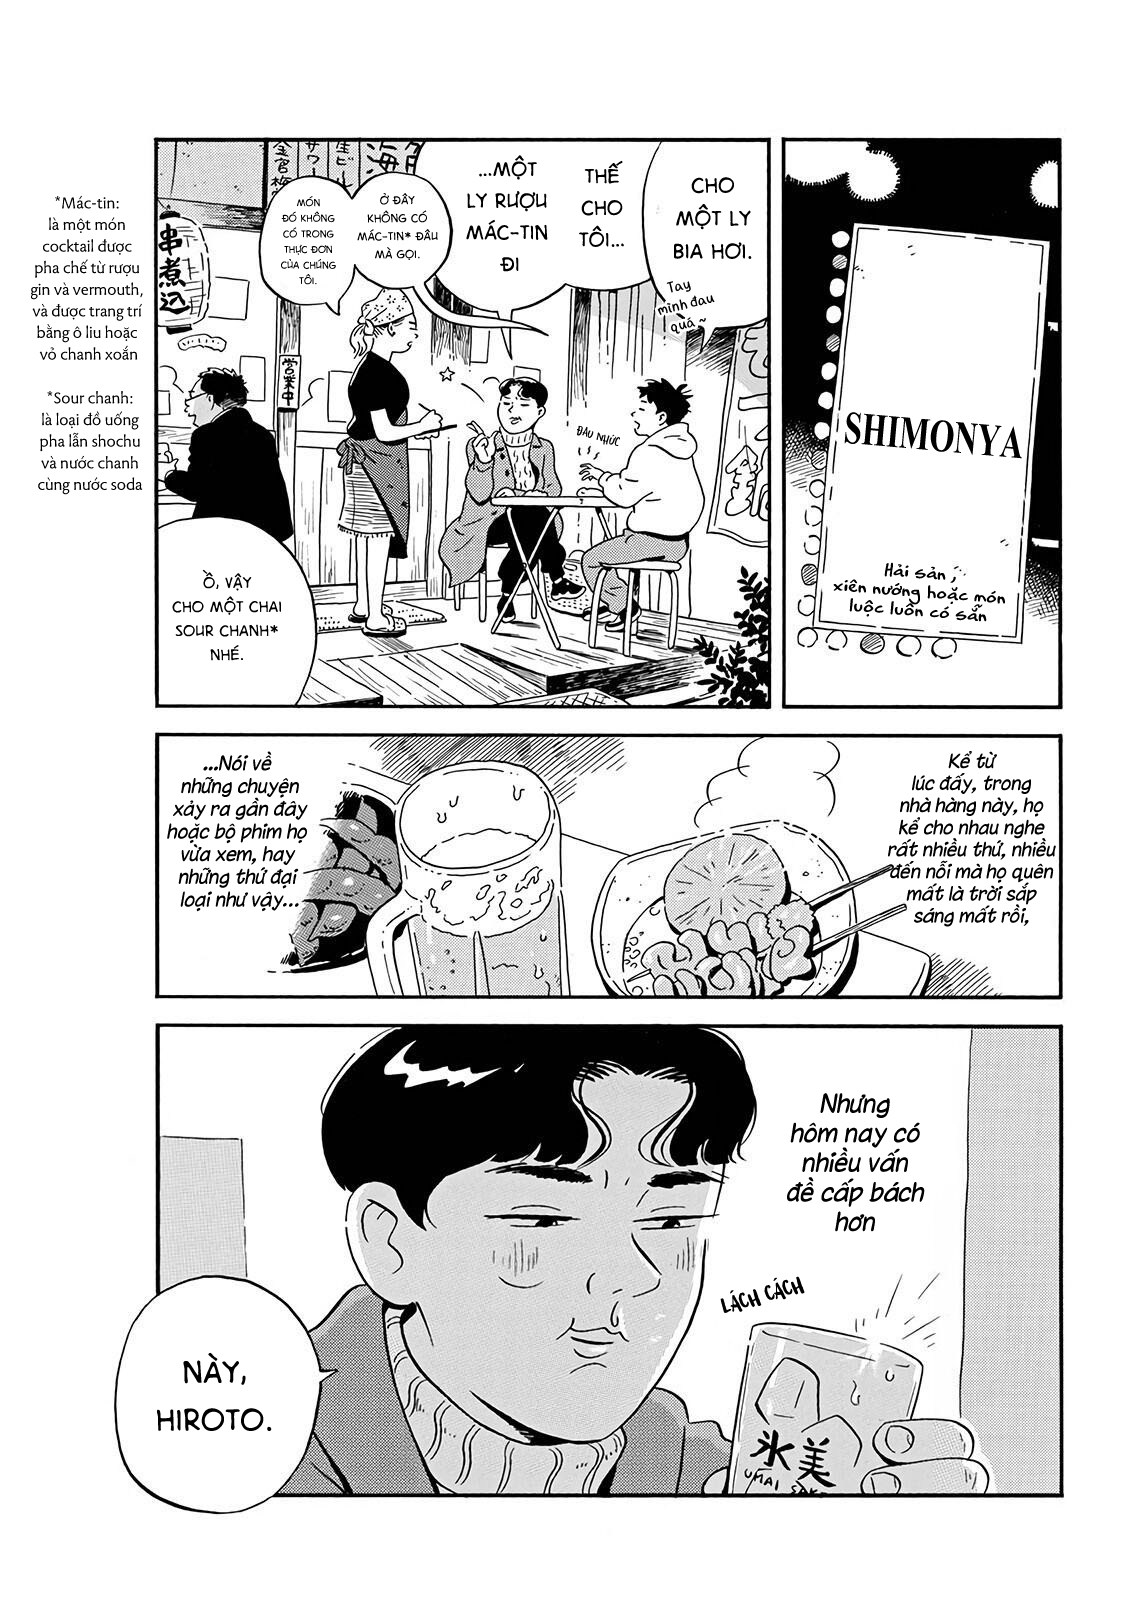 SHIMONYA
Hải sản,
xiên nướng hoặc món
luộc luôn có sẵn
CHO
MỘT LY
BIA HƠI.
Tay
mình đau
quá ~
THẾ
CHO
TÔI...
...MỘT
LY RƯỢU
MÁC-TIN
ĐI
Ở ĐÂY
KHÔNG CÓ
MÁC-TIN* ĐÂU
MÀ GỌI.
MÓN
ĐÓ KHÔNG
CÓ TRONG
THỰC ĐƠN
CỦA CHÚNG
TÔI.
ĐAU NHỨC
串煮込
営業中
Ồ, VẬY
CHO MỘT CHAI
SOUR CHANH*
NHÉ.
*Mác-tin:
là một món
cocktail được
pha chế từ rượu
gin và vermouth,
và được trang trí
bằng ô liu hoặc
vỏ chanh xoắn
*Sour chanh:
là loại đồ uống
pha lẫn shochu
và nước chanh
cùng nước soda
Kể từ
lúc đấy, trong
nhà hàng này, họ
kể cho nhau nghe
rất nhiều thứ, nhiều
đến nỗi mà họ quên
mất là trời sắp
sáng mất rồi,
...Nói về
những chuyện
xảy ra gần đây
hoặc bộ phim họ
vừa xem, hay
những thứ đại
loại như vậy...
Nhưng
hôm nay có
nhiều vấn
đề cấp bách
hơn
LÁCH CÁCH
氷美
UMAI SAKE
NÀY,
HIROTO.